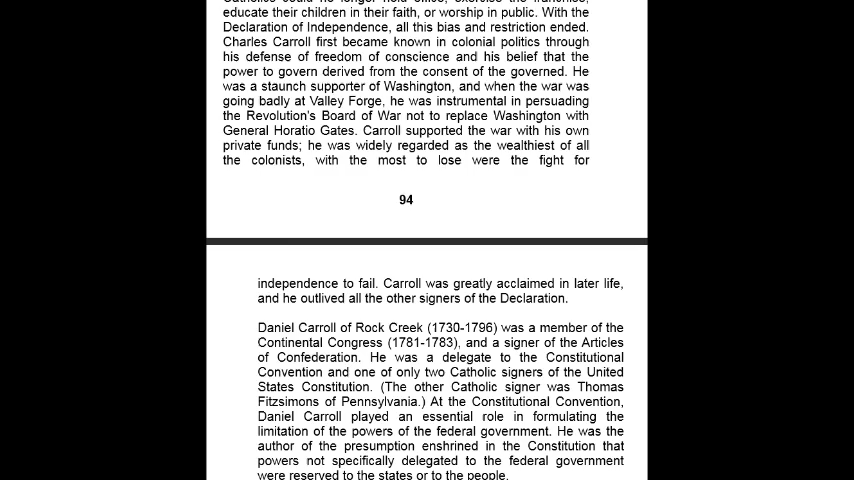 Catholics could no longer hold office, exercise the franchise,
educate their children in their faith, or worship in public. With the
Declaration of Independence, all this bias and restriction ended.
Charles Carroll first became known in colonial politics through
his defense of freedom of conscience and his belief that the
power to govern derived from the consent of the governed. He
was a staunch supporter of Washington, and when the war was
going badly at Valley Forge, he was instrumental in persuading
the Revolution's Board of War not to replace Washington with
General Horatio Gates. Carroll supported the war with his own
private funds; he was widely regarded as the wealthiest of all
the colonists, with the most to lose were the fight for
94
independence to fail. Carroll was greatly acclaimed in later life,
and he outlived all the other signers of the Declaration.
Daniel Carroll of Rock Creek (1730-1796) was a member of the
Continental Congress (1781-1783), and a signer of the Articles
of Confederation. He was a delegate to the Constitutional
Convention and one of only two Catholic signers of the United
States Constitution. (The other Catholic signer was Thomas
Fitzsimons of Pennsylvania.) At the Constitutional Convention,
Daniel Carroll played an essential role in formulating the
limitation of the powers of the federal government. He was the
author of the presumption enshrined in the Constitution that
powers not specifically delegated to the federal government
were reserved to the states or to the people.